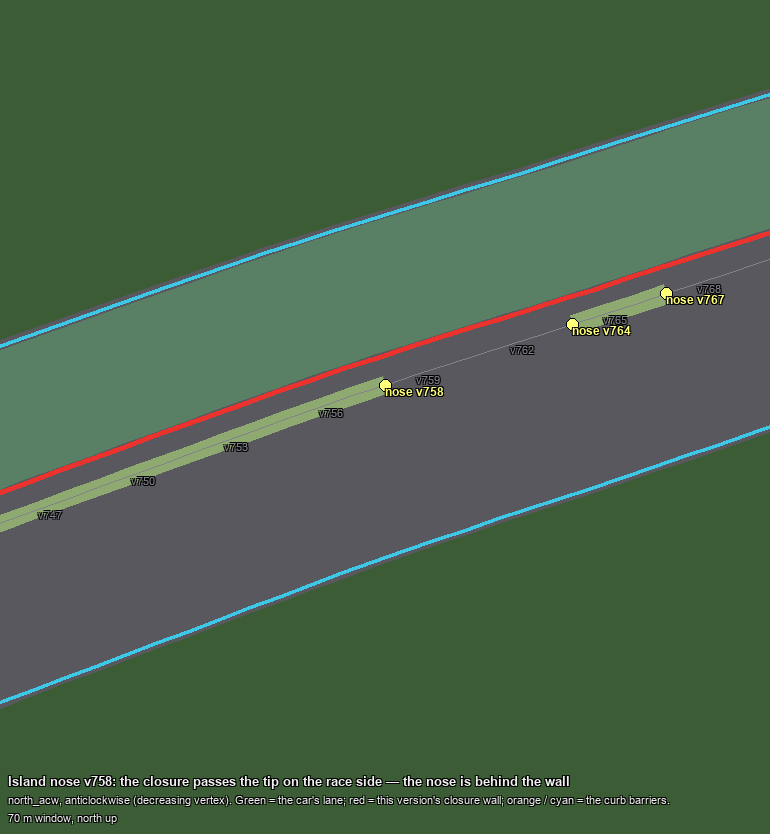 v768
nose v767
v765
nose v764
v762
v759
nose v758
v756
v753
v750
v747
Island nose v758: the closure passes the tip on the race side — the nose is behind the wall
north_acw, anticlockwise (decreasing vertex). Green = the car's lane; red = this version's closure wall; orange / cyan = the curb barriers.
70 m window, north up